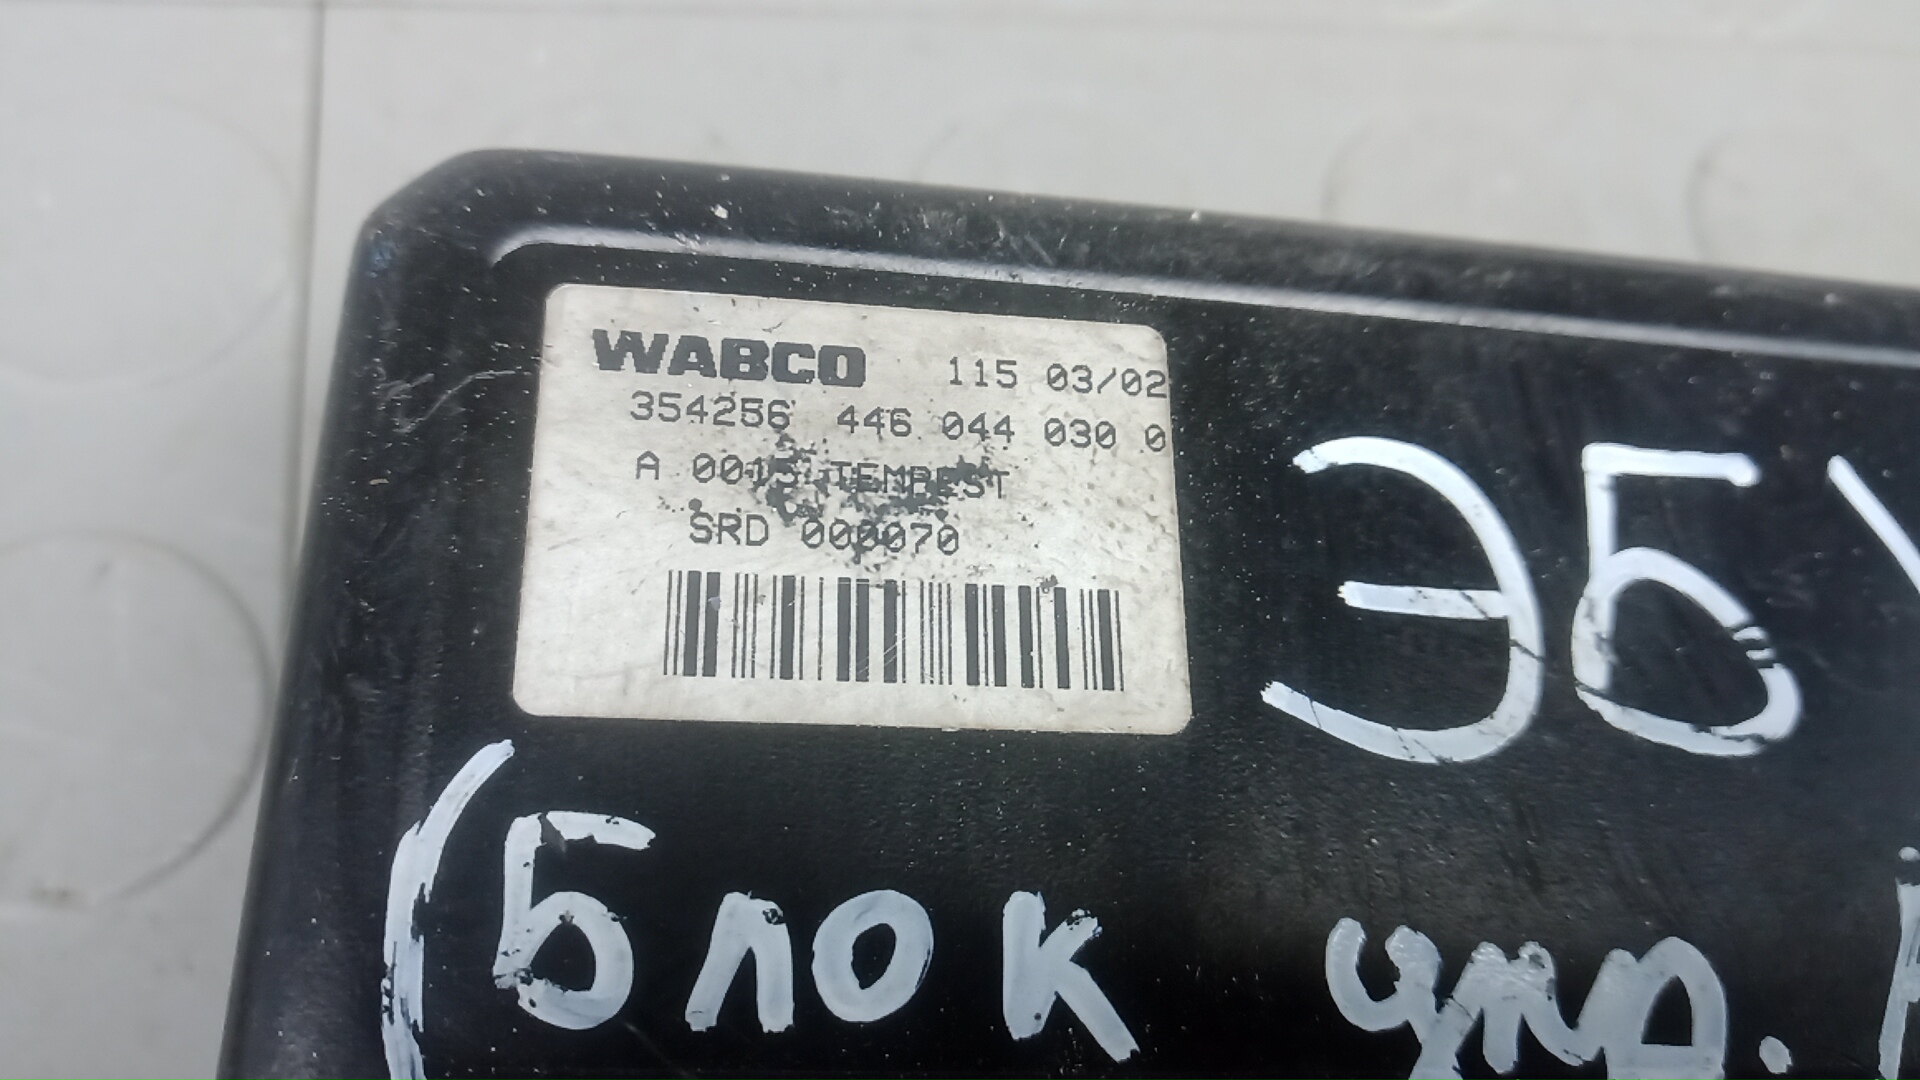 WABCO 115 03/02
354256 446 044 030 0
A 0015 TEMPEST
SRD 000070
ЭБ
(Блок упр.